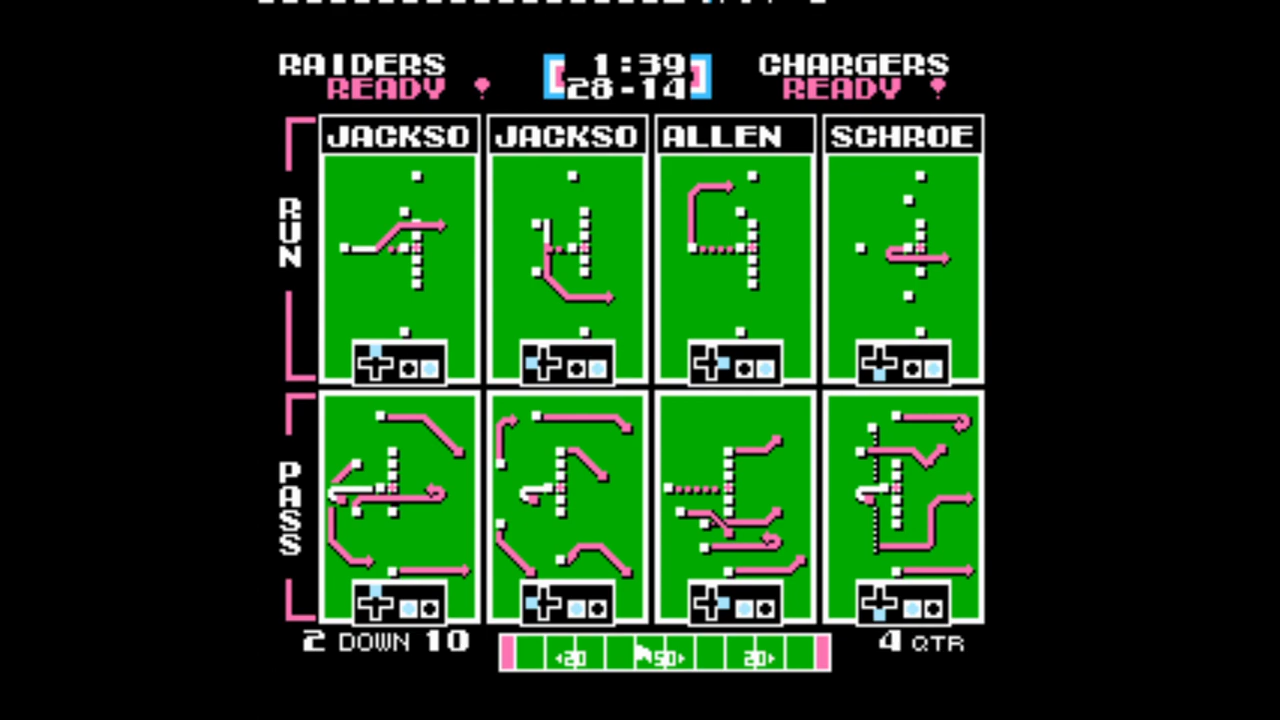 RAIDERS 1:39 CHARGERS
READY 28-14 READY
JACKSO JACKSO ALLEN SCHROE
RUN
PASS
2 DOWN 10 4 QTR
20 50 20